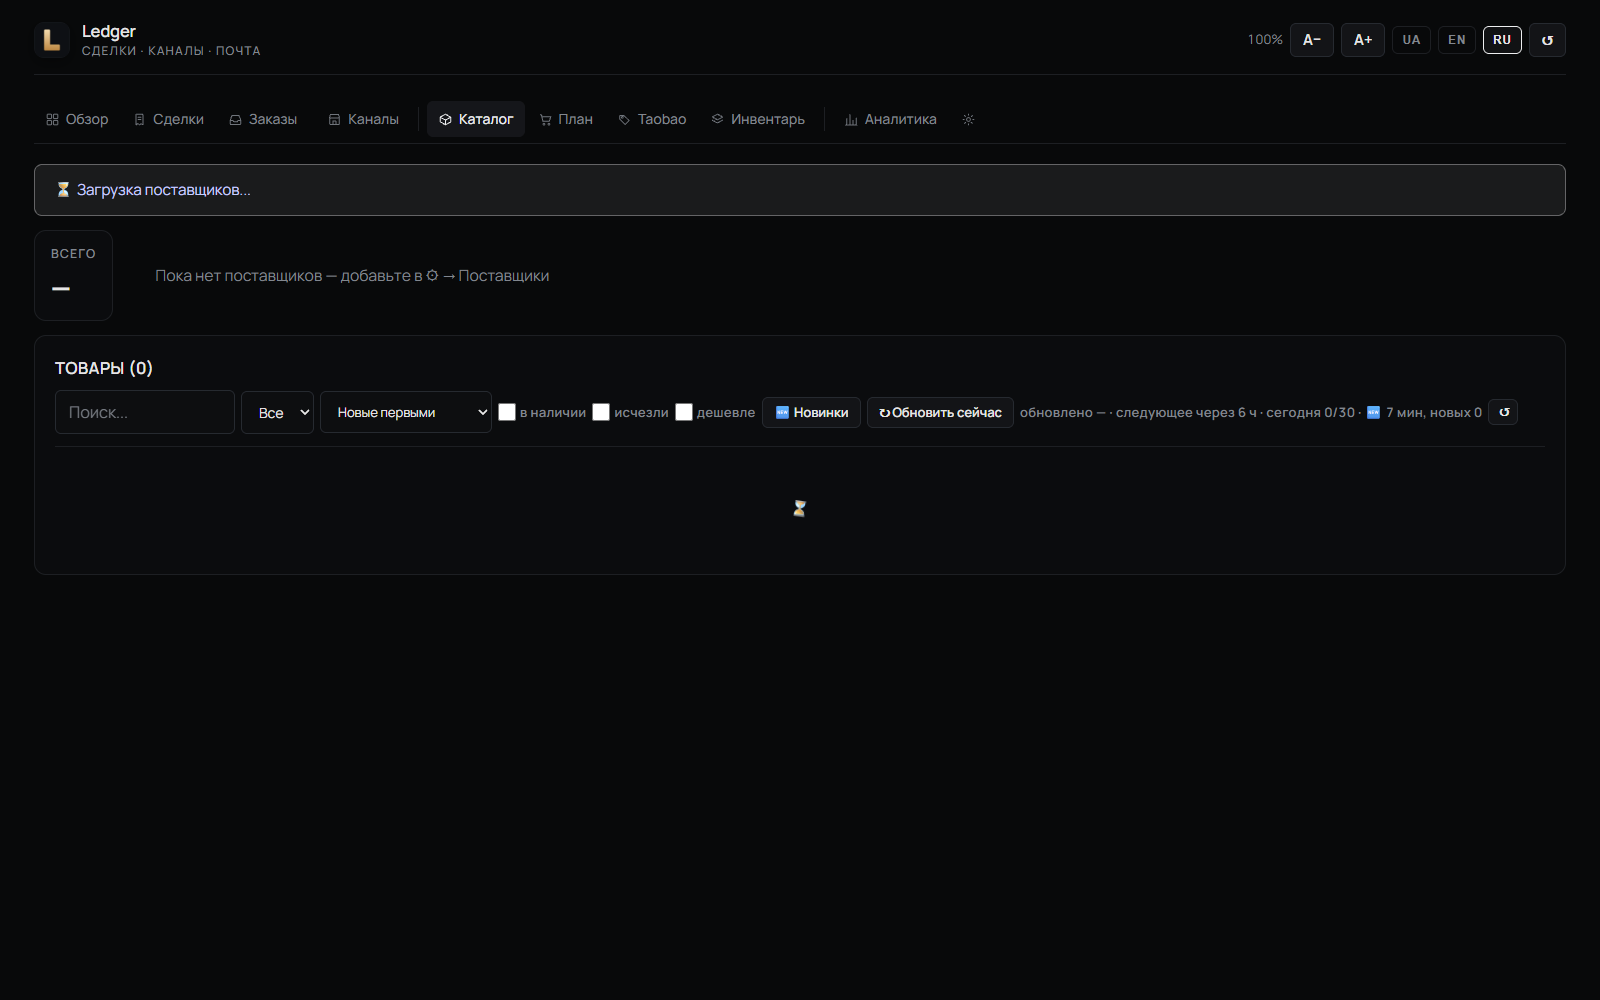 Ledger
СДЕЛКИ · КАНАЛЫ · ПОЧТА
100% A− A+ UA EN RU ↺
Обзор Сделки Заказы Каналы Каталог План Taobao Инвентарь Аналитика
⏳ Загрузка поставщиков...
ВСЕГО
—
Пока нет поставщиков — добавьте в ⚙ → Поставщики
ТОВАРЫ (0)
Поиск... Все Новые первыми в наличии исчезли дешевле 🆕 Новинки ↻ Обновить сейчас обновлено — · следующее через 6 ч · сегодня 0/30 · 🆕 7 мин, новых 0 ↺
⏳